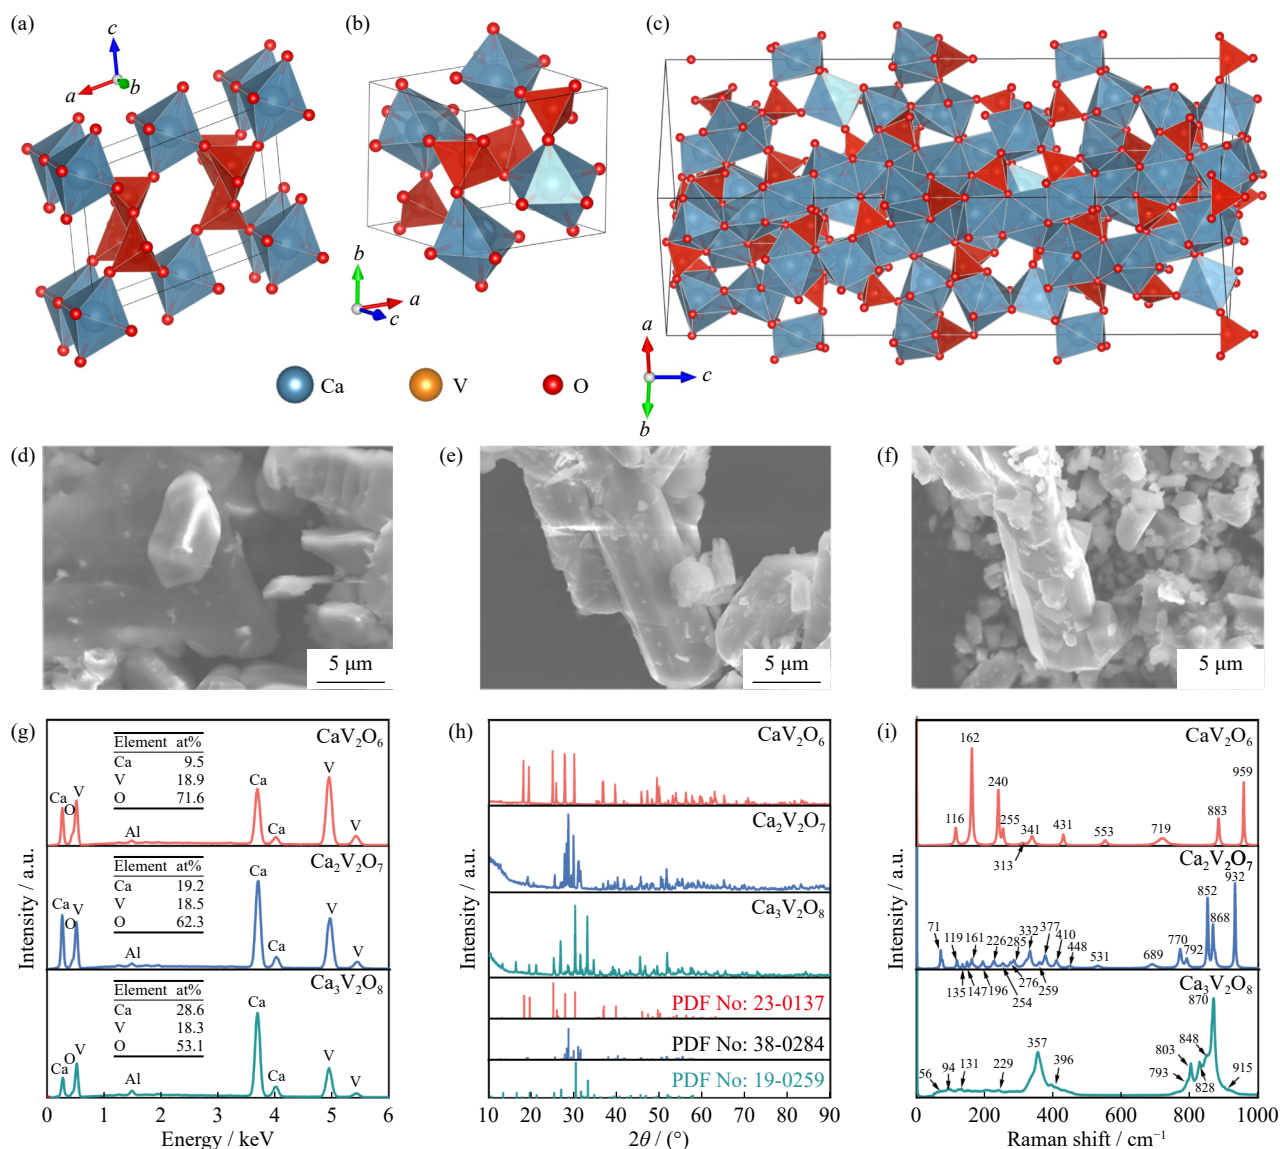 (a)
c
b
a
(b)
b
a
c
(c)
a
c
b
Ca
V
O
(d)
5 μm
(e)
5 μm
(f)
5 μm
(g)
CaV₂O₆
Element at%
Ca 9.5
V 18.9
O 71.6
Ca
O
V
Al
Ca
Ca
V
V
Ca₂V₂O₇
Element at%
Ca 19.2
V 18.5
O 62.3
Ca
O
V
Al
Ca
Ca
V
V
Ca₃V₂O₈
Element at%
Ca 28.6
V 18.3
O 53.1
Ca
O
V
Al
Ca
Ca
V
V
Intensity / a.u.
0 1 2 3 4 5 6
Energy / keV
(h)
CaV₂O₆
Ca₂V₂O₇
Ca₃V₂O₈
PDF No: 23-0137
PDF No: 38-0284
PDF No: 19-0259
Intensity / a.u.
10 20 30 40 50 60 70 80 90
2θ / (°)
(i)
CaV₂O₆
116 162 240 255 313 341 431 553 719 883 959
Ca₂V₂O₇
71 119 161 226 285 332 377 410 448 531 689 770 792 852 868 932
135 147 196 254 276 259
Ca₃V₂O₈
56 94 131 229 357 396 793 803 828 848 870 915
Intensity / a.u.
0 200 400 600 800 1000
Raman shift / cm⁻¹